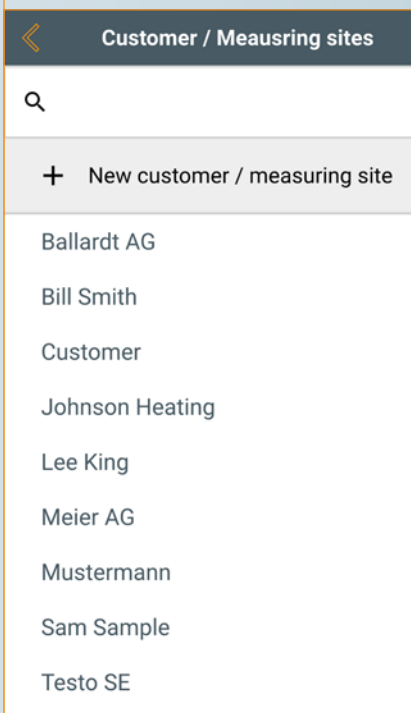 Customer / Meausring sites
New customer / measuring site
Ballardt AG
Bill Smith
Customer
Johnson Heating
Lee King
Meier AG
Mustermann
Sam Sample
Testo SE